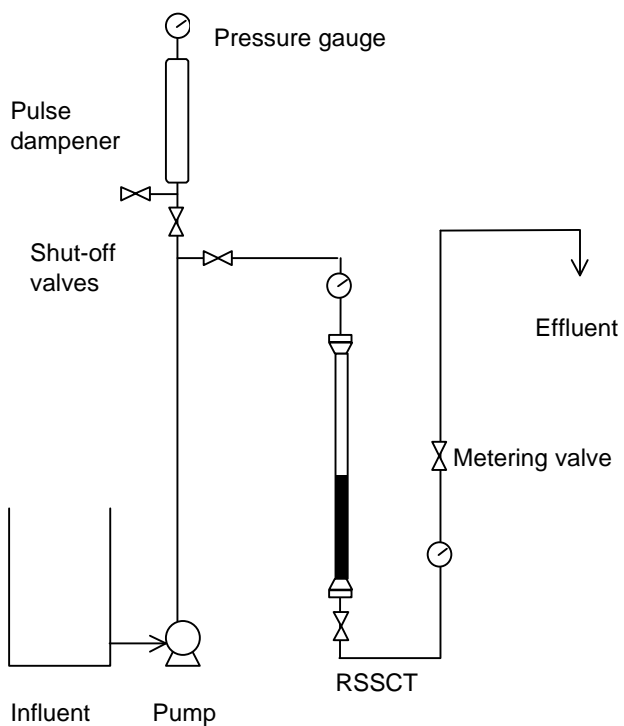 Pressure gauge
Pulse
dampener
Shut-off
valves
Effluent
Metering valve
RSSCT
Influent
Pump